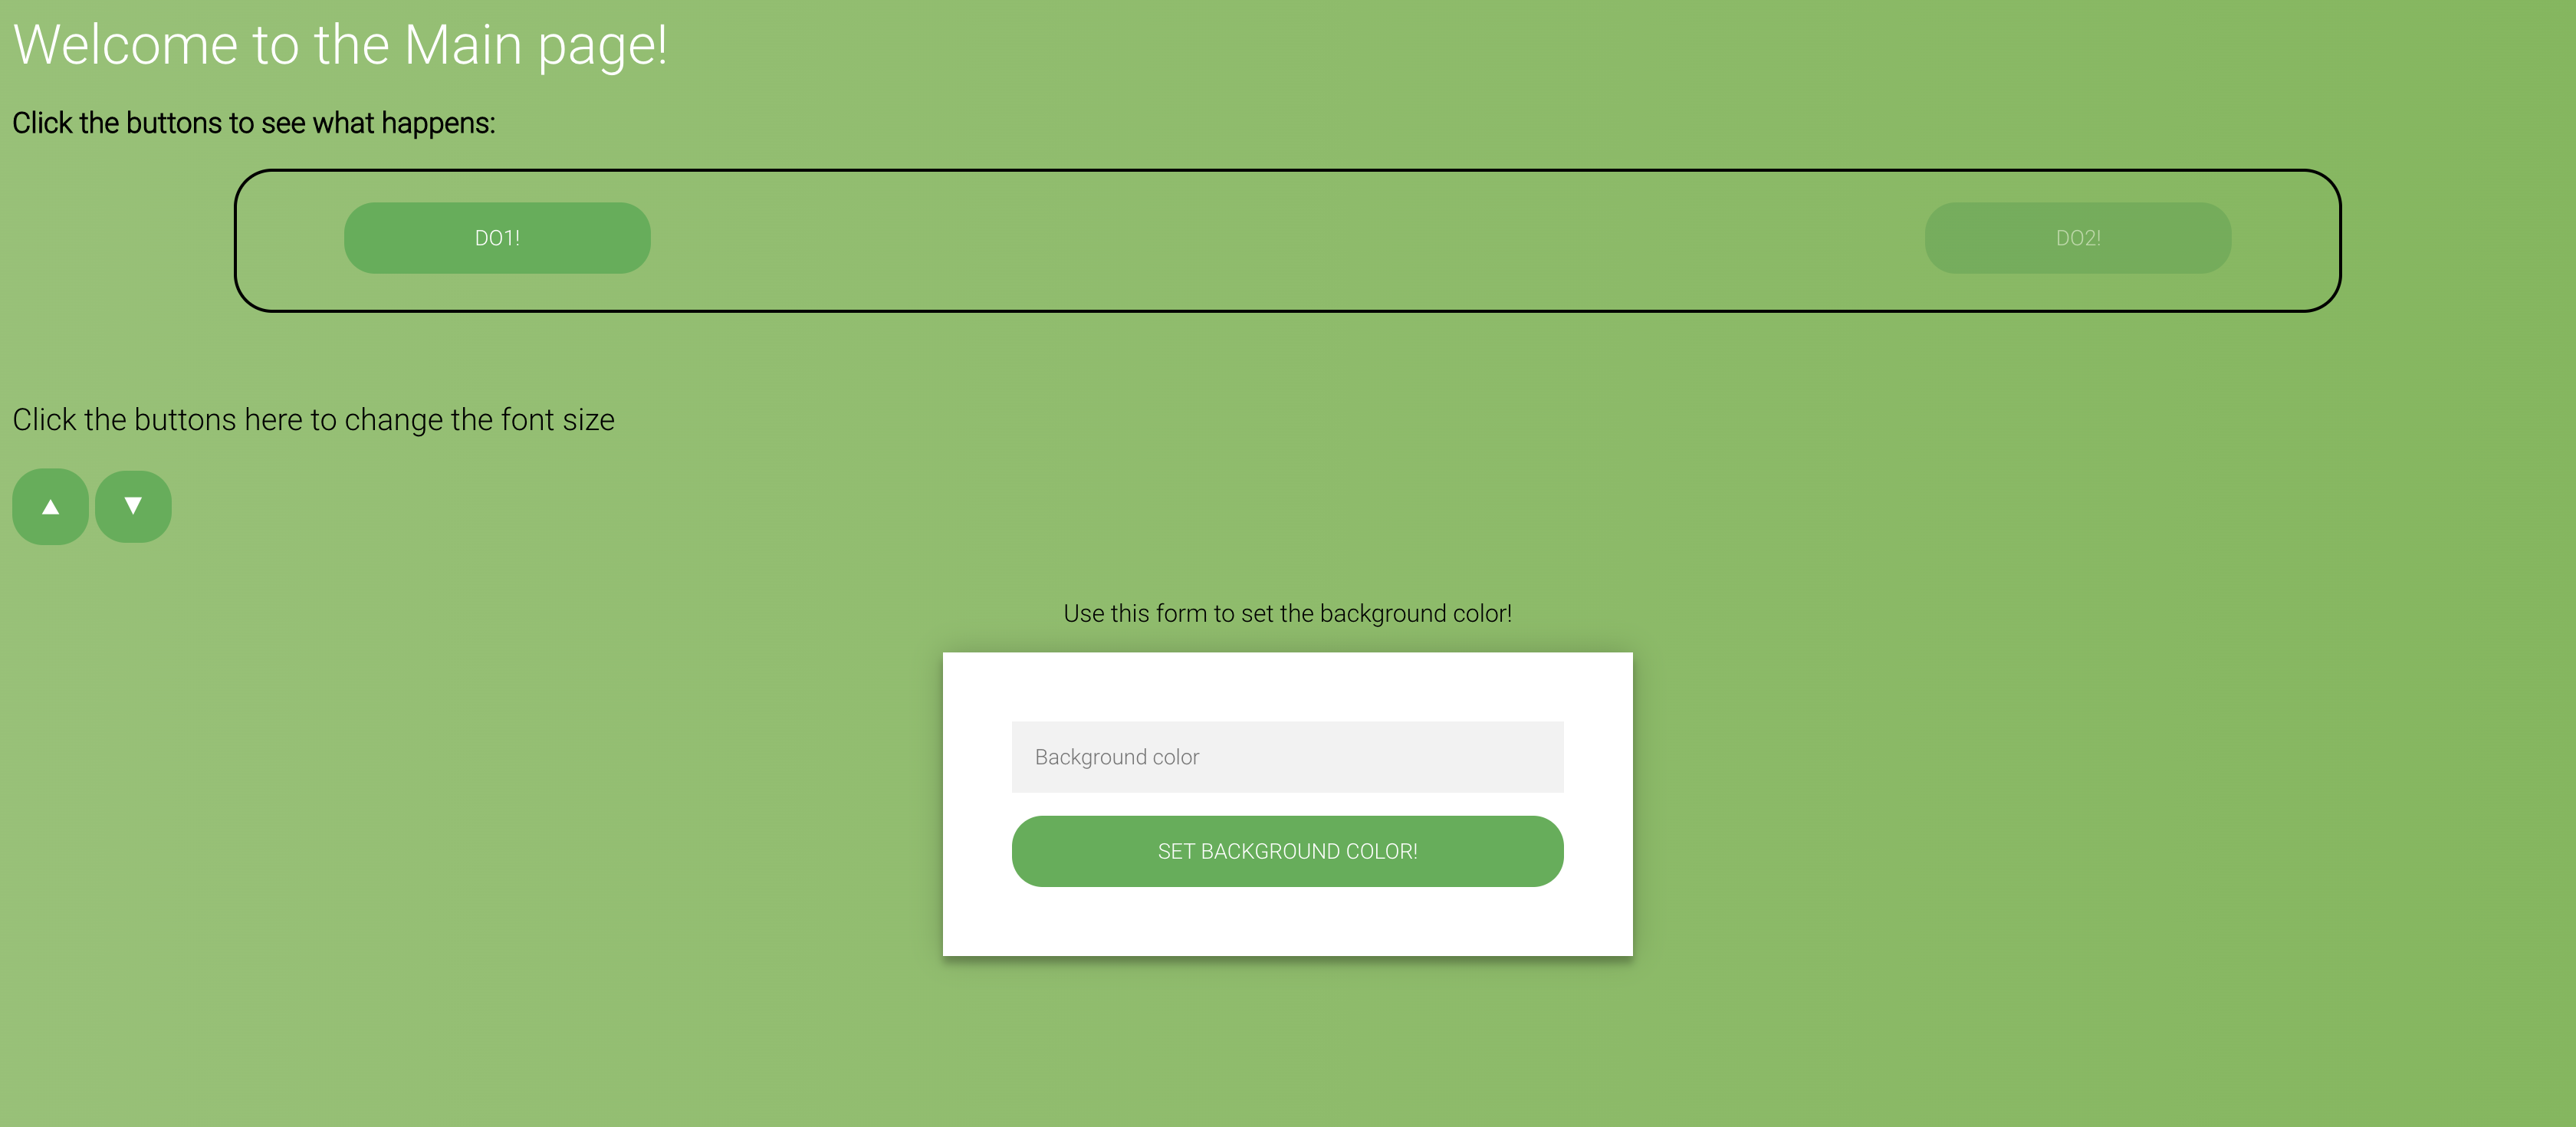 Welcome to the Main page!
Click the buttons to see what happens:
DO1!
DO2!
Click the buttons here to change the font size
▲
▼
Use this form to set the background color!
Background color
SET BACKGROUND COLOR!